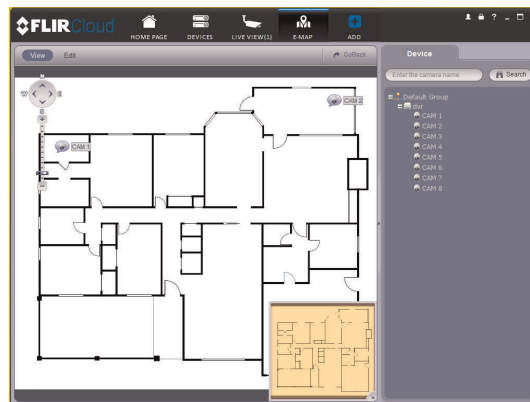 FLIR Cloud
HOME PAGE
DEVICES
LIVE VIEW(1)
E-MAP
ADD
View
Edit
GoBack
Device
Enter the camera name
Search
N
W
E
CAM 1
CAM 2
Default Group
dvr
CAM 1
CAM 2
CAM 3
CAM 4
CAM 5
CAM 6
CAM 7
CAM 8